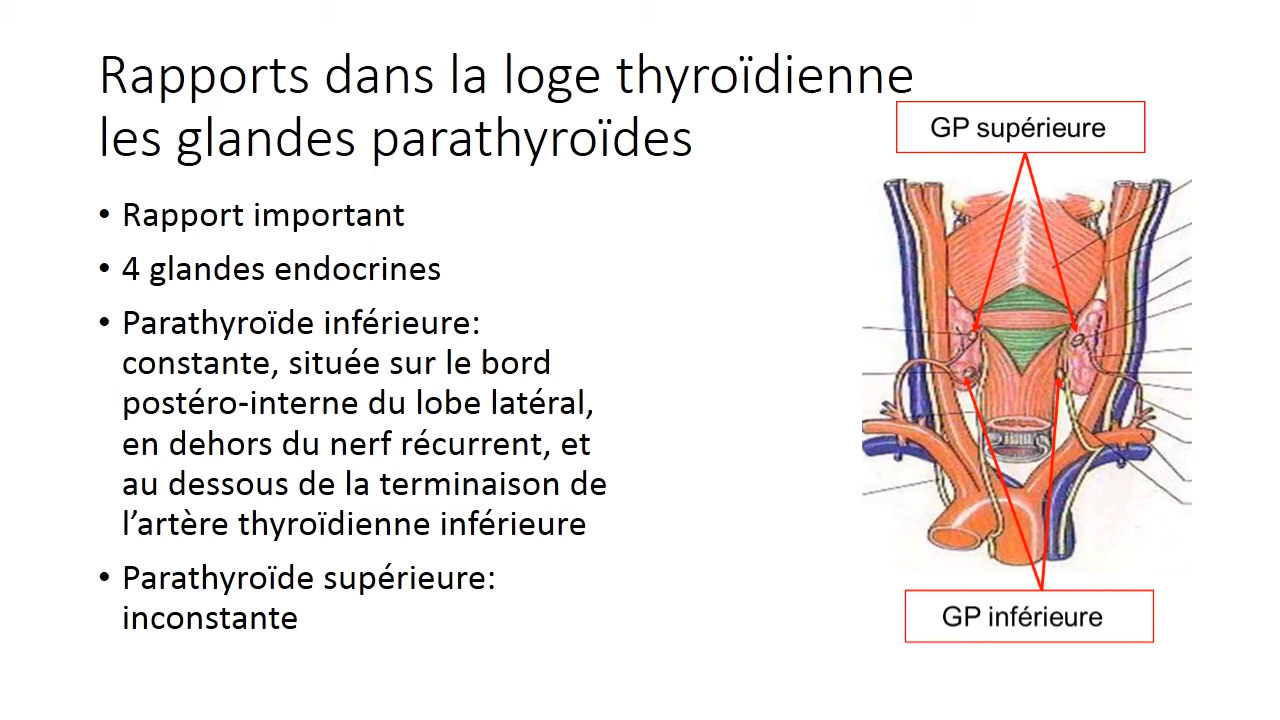 Rapports dans la loge thyroïdienne
les glandes parathyroïdes
GP supérieure
• Rapport important
• 4 glandes endocrines
• Parathyroïde inférieure:
constante, située sur le bord
postéro-interne du lobe latéral,
en dehors du nerf récurrent, et
au dessous de la terminaison de
l’artère thyroïdienne inférieure
• Parathyroïde supérieure:
inconstante
GP inférieure